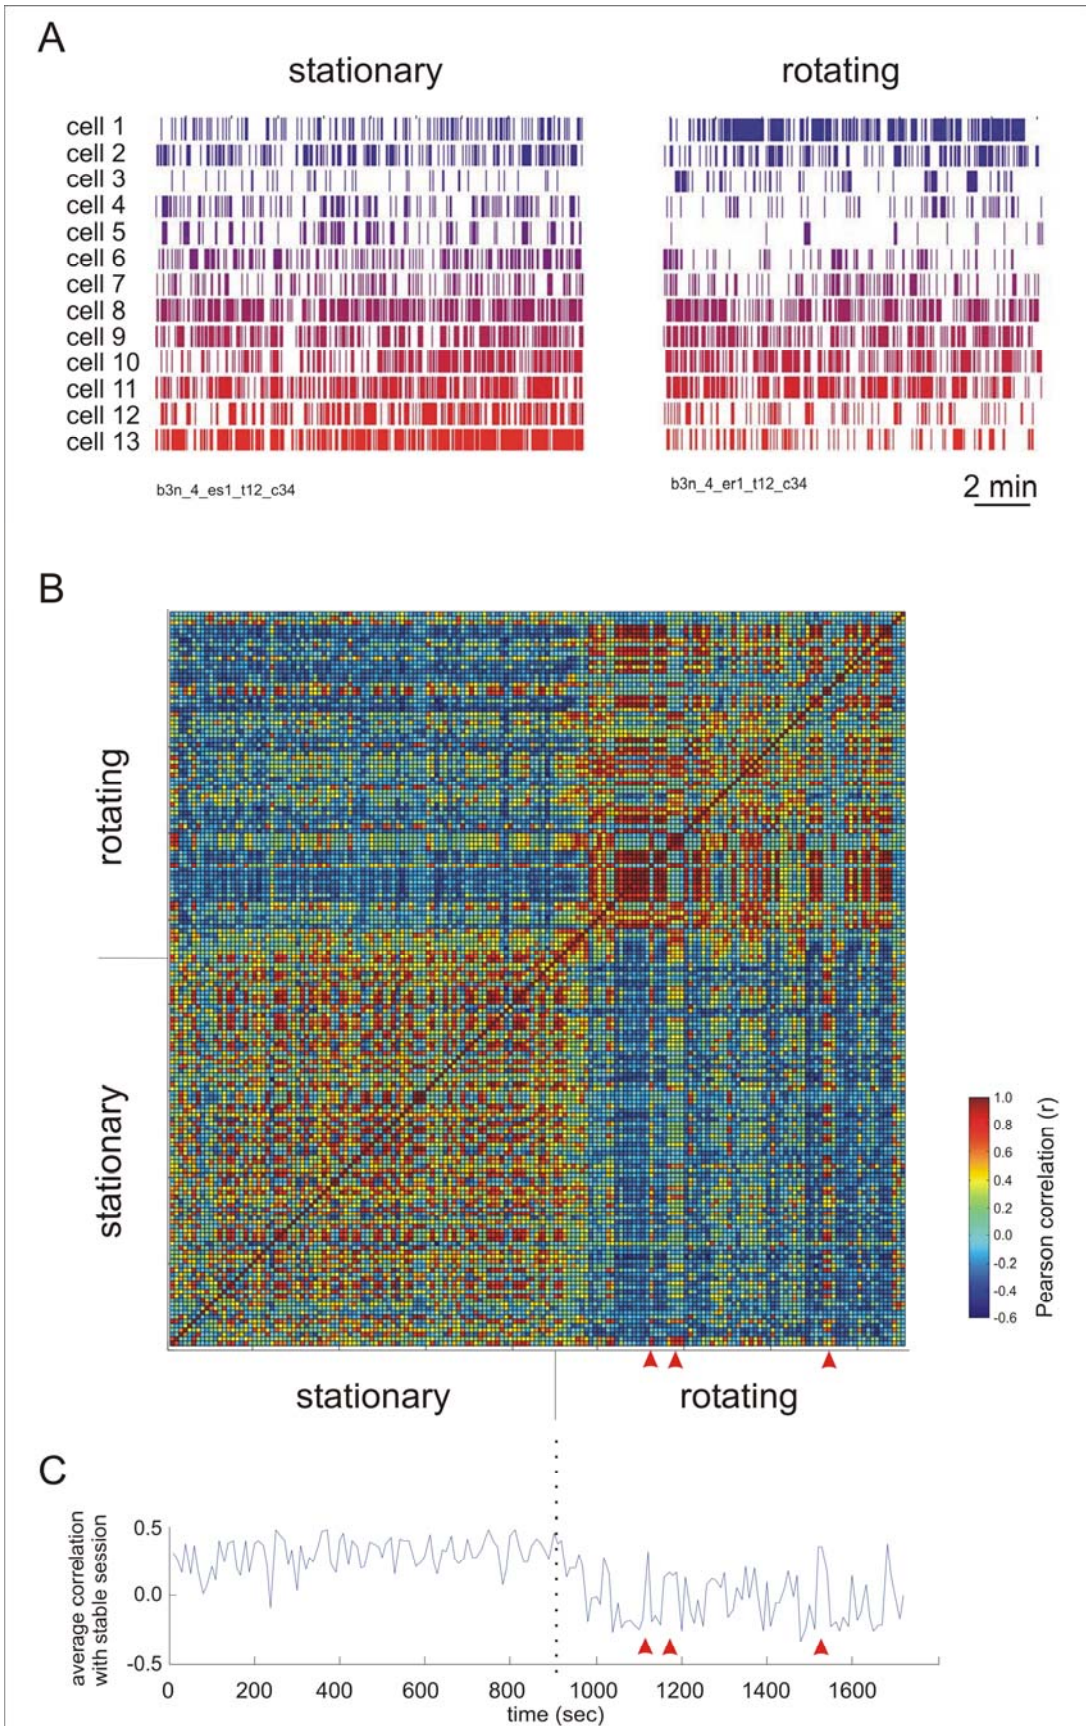 A
stationary rotating
cell 1
cell 2
cell 3
cell 4
cell 5
cell 6
cell 7
cell 8
cell 9
cell 10
cell 11
cell 12
cell 13
b3n_4_es1_t12_c34
b3n_4_er1_t12_c34
2 min
B
rotating
stationary
1.0
0.8
0.6
0.4
0.2
0.0
-0.2
-0.4
-0.6
Pearson correlation (r)
stationary rotating
C
average correlation
with stable session
0.5
0.0
-0.5
0 200 400 600 800 1000 1200 1400 1600
time (sec)